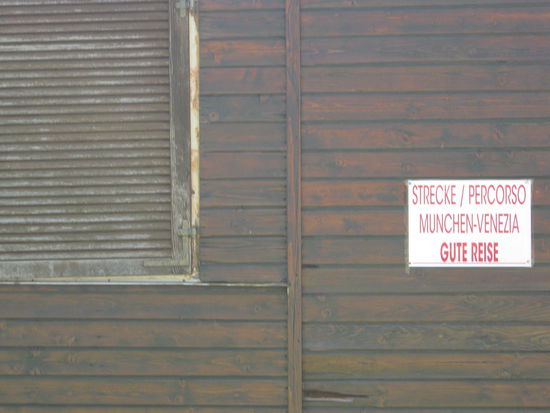 STRECKE / PERCORSO
MUNCHEN-VENEZIA
GUTE REISE